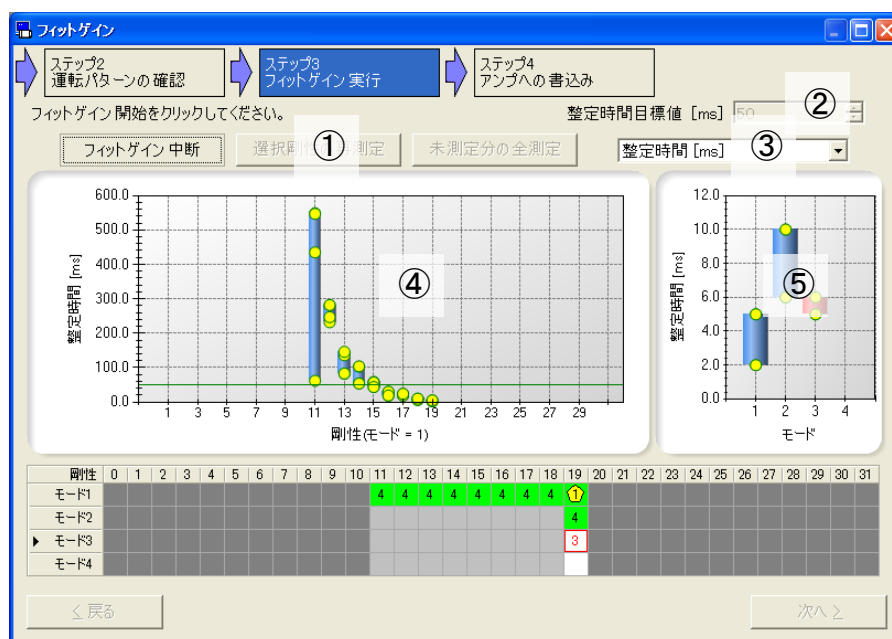 フィットゲイン
ステップ2
運転パターンの確認
ステップ3
フィットゲイン 実行
ステップ4
アンプへの書込み
フィットゲイン 開始をクリックしてください。
整定時間目標値 [ms] 50 ②
フィットゲイン 中断
選択剛性 測定
①
未測定分の全測定
整定時間 [ms] ③
整定時間 [ms]
600.0
500.0
400.0
300.0
200.0
100.0
0.0
④
1 3 5 7 9 11 13 15 16 17 18 19 21 23 25 27 29
剛性(モード = 1)
整定時間 [ms]
12.0
10.0
8.0
6.0
4.0
2.0
0.0
⑤
1 2 3 4
モード
剛性 0 1 2 3 4 5 6 7 8 9 10 11 12 13 14 15 16 17 18 19 20 21 22 23 24 25 26 27 28 29 30 31
モード1 4 4 4 4 4 4 4 4 1
モード2 4
モード3 3
モード4
< 戻る
次へ >